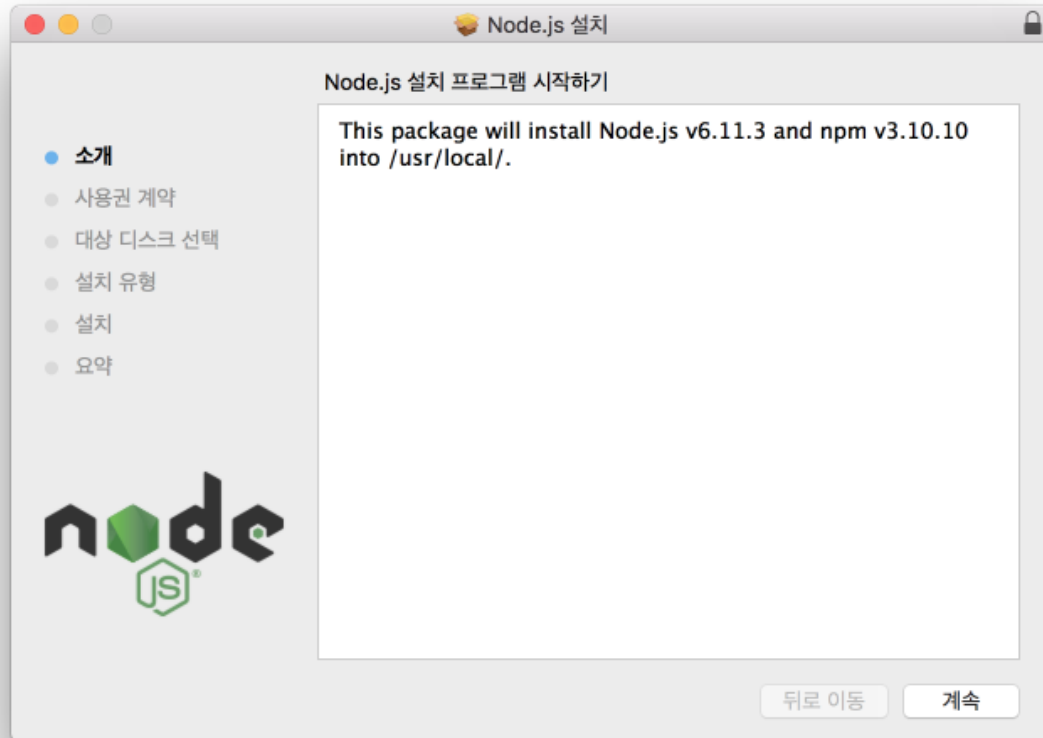 Node.js 설치
Node.js 설치 프로그램 시작하기
소개
사용권 계약
대상 디스크 선택
설치 유형
설치
요약
This package will install Node.js v6.11.3 and npm v3.10.10
into /usr/local/.
node
JS®
뒤로 이동
계속